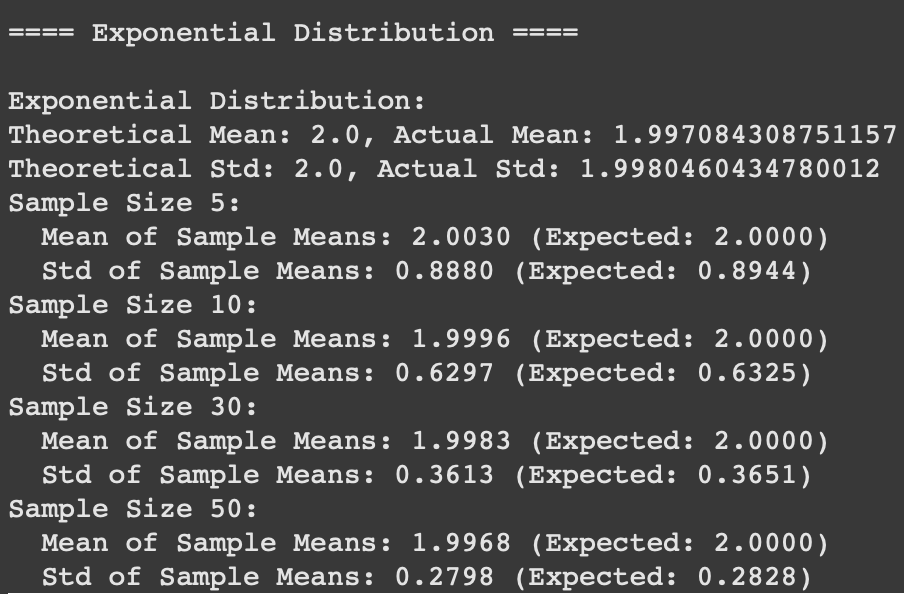 ==== Exponential Distribution ====
Exponential Distribution:
Theoretical Mean: 2.0, Actual Mean: 1.997084308751157
Theoretical Std: 2.0, Actual Std: 1.9980460434780012
Sample Size 5:
Mean of Sample Means: 2.0030 (Expected: 2.0000)
Std of Sample Means: 0.8880 (Expected: 0.8944)
Sample Size 10:
Mean of Sample Means: 1.9996 (Expected: 2.0000)
Std of Sample Means: 0.6297 (Expected: 0.6325)
Sample Size 30:
Mean of Sample Means: 1.9983 (Expected: 2.0000)
Std of Sample Means: 0.3613 (Expected: 0.3651)
Sample Size 50:
Mean of Sample Means: 1.9968 (Expected: 2.0000)
Std of Sample Means: 0.2798 (Expected: 0.2828)